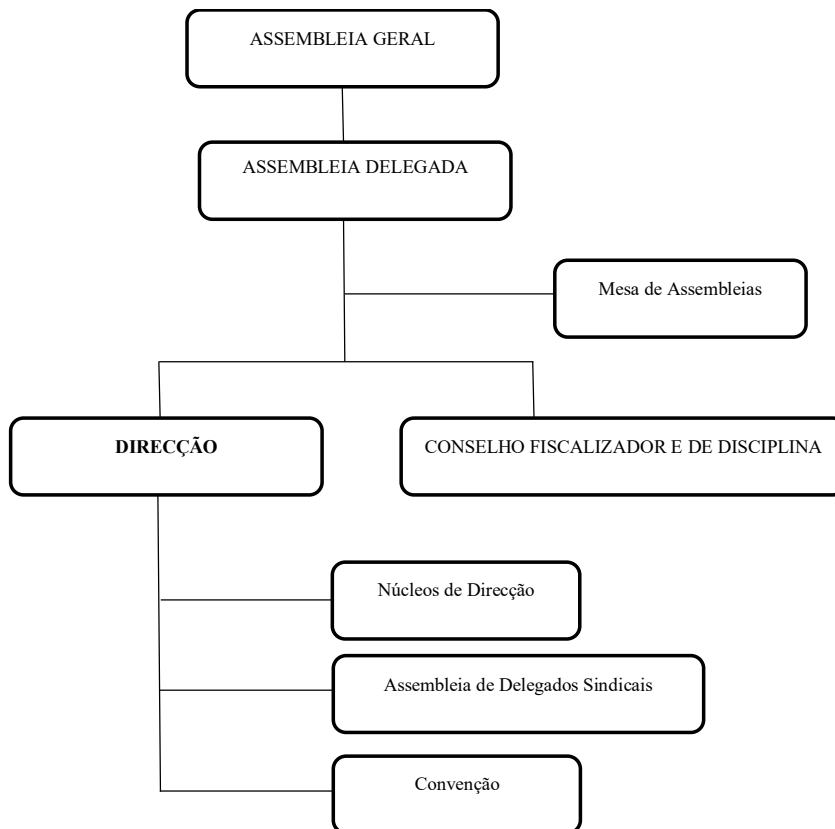 ASSEMBLEIA GERAL
ASSEMBLEIA DELEGADA
Mesa de Assembleias
DIRECÇÃO
CONSELHO FISCALIZADOR E DE DISCIPLINA
Núcleos de Direcção
Assembleia de Delegados Sindicais
Convenção